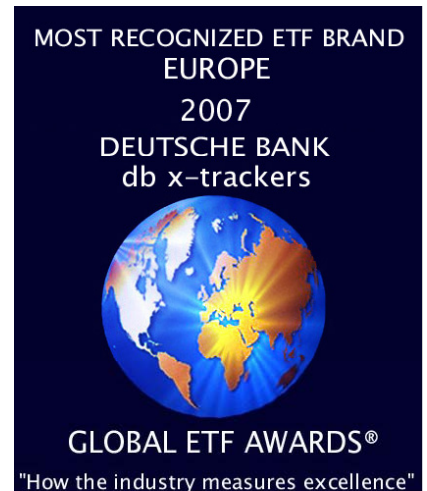 MOST RECOGNIZED ETF BRAND
EUROPE
2007
DEUTSCHE BANK
db x-trackers
GLOBAL ETF AWARDS®
"How the industry measures excellence"